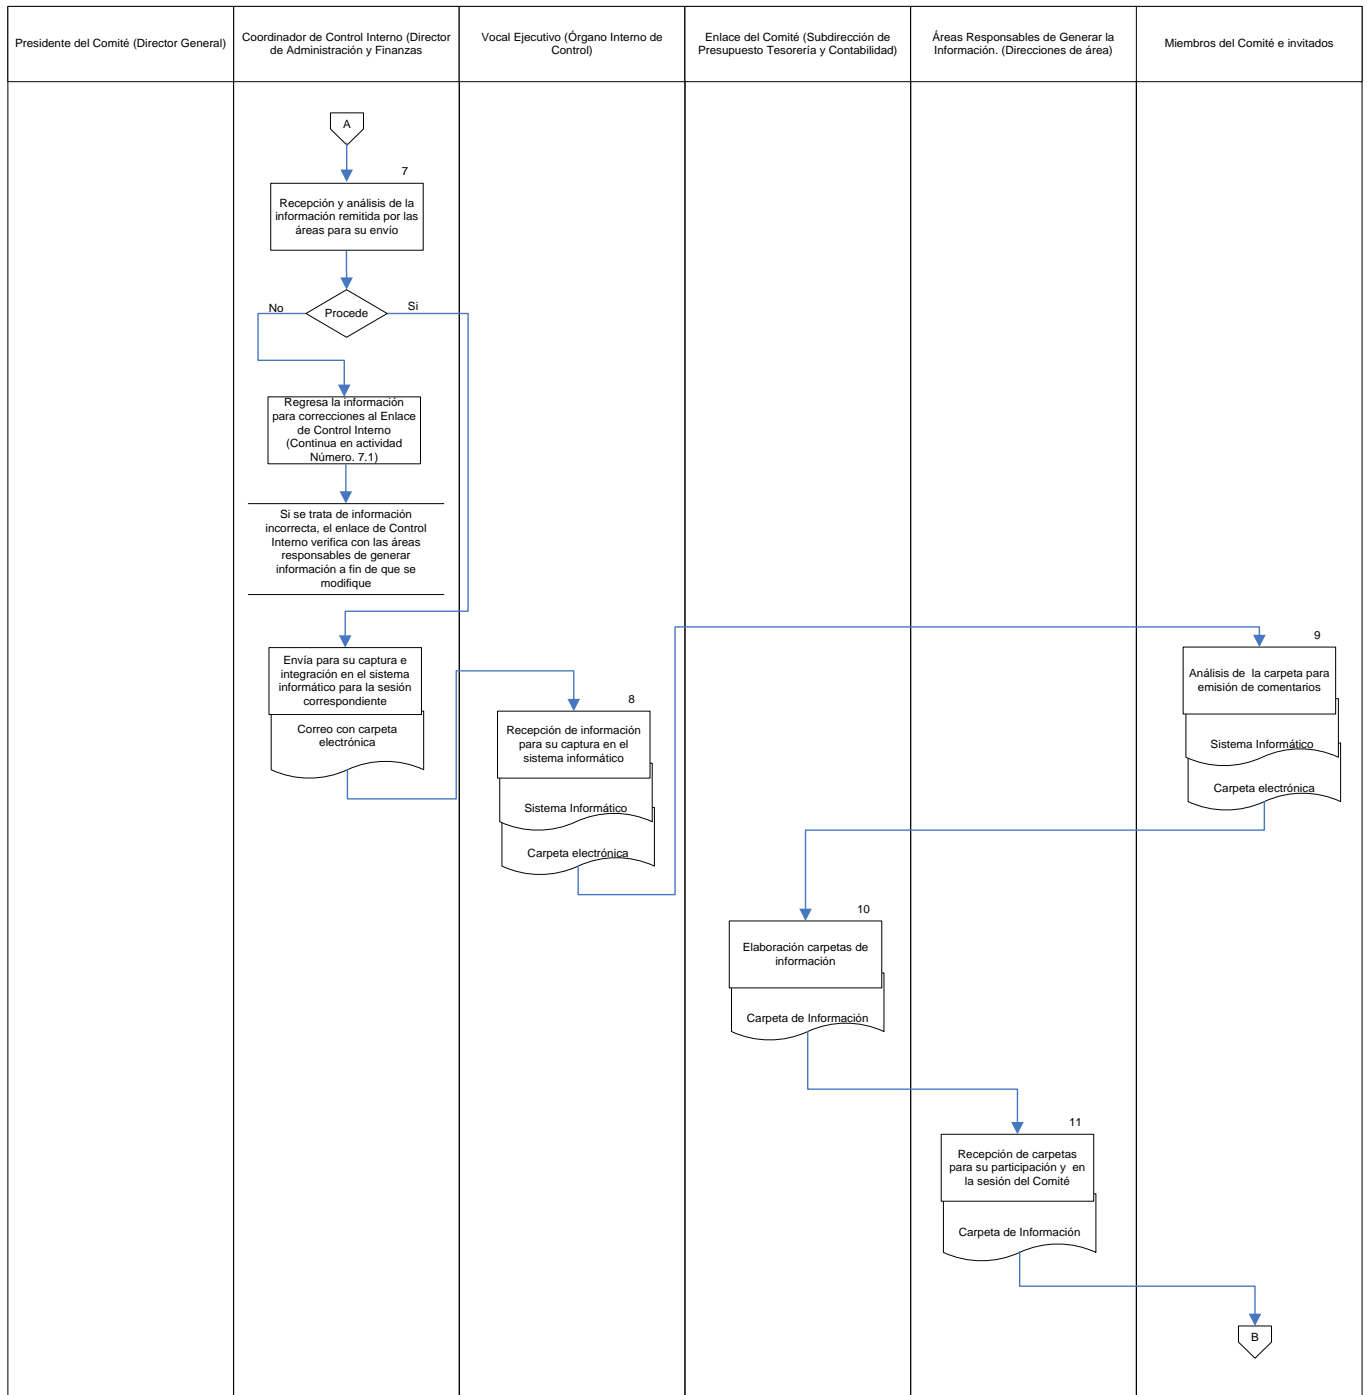 Presidente del Comité (Director General)
Coordinador de Control Interno (Director
de Administración y Finanzas
Vocal Ejecutivo (Órgano Interno de
Control)
Enlace del Comité (Subdirección de
Presupuesto Tesorería y Contabilidad)
Áreas Responsables de Generar la
Información. (Direcciones de área)
Miembros del Comité e invitados
A
7
Recepción y análisis de la
información remitida por las
áreas para su envío
No
Procede
Si
Regresa la información
para correcciones al Enlace
de Control Interno
(Continua en actividad
Número. 7.1)
Si se trata de información
incorrecta, el enlace de Control
Interno verifica con las áreas
responsables de generar
información a fin de que se
modifique
Envía para su captura e
integración en el sistema
informático para la sesión
correspondiente
Correo con carpeta
electrónica
8
Recepción de información
para su captura en el
sistema informático
Sistema Informático
Carpeta electrónica
9
Análisis de  la carpeta para
emisión de comentarios
Sistema Informático
Carpeta electrónica
10
Elaboración carpetas de
información
Carpeta de Información
11
Recepción de carpetas
para su participación y  en
la sesión del Comité
Carpeta de Información
B